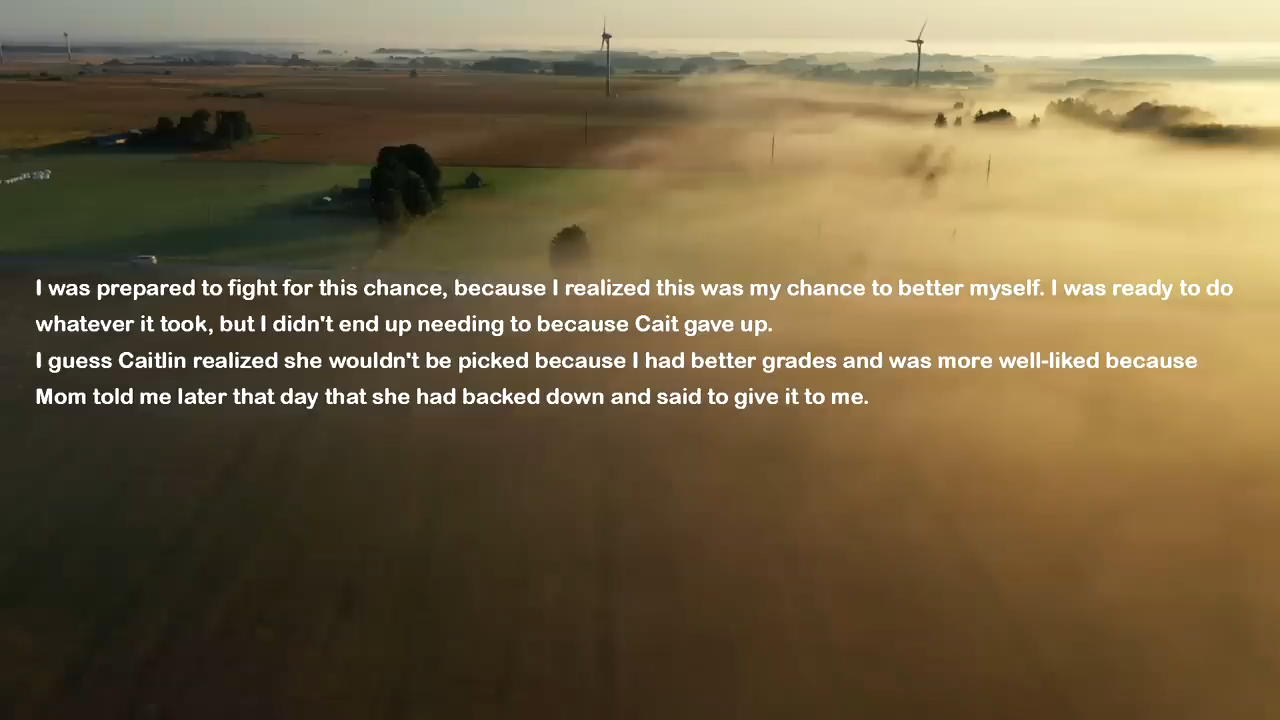 I was prepared to fight for this chance, because I realized this was my chance to better myself. I was ready to do
whatever it took, but I didn't end up needing to because Cait gave up.
I guess Caitlin realized she wouldn't be picked because I had better grades and was more well-liked because
Mom told me later that day that she had backed down and said to give it to me.